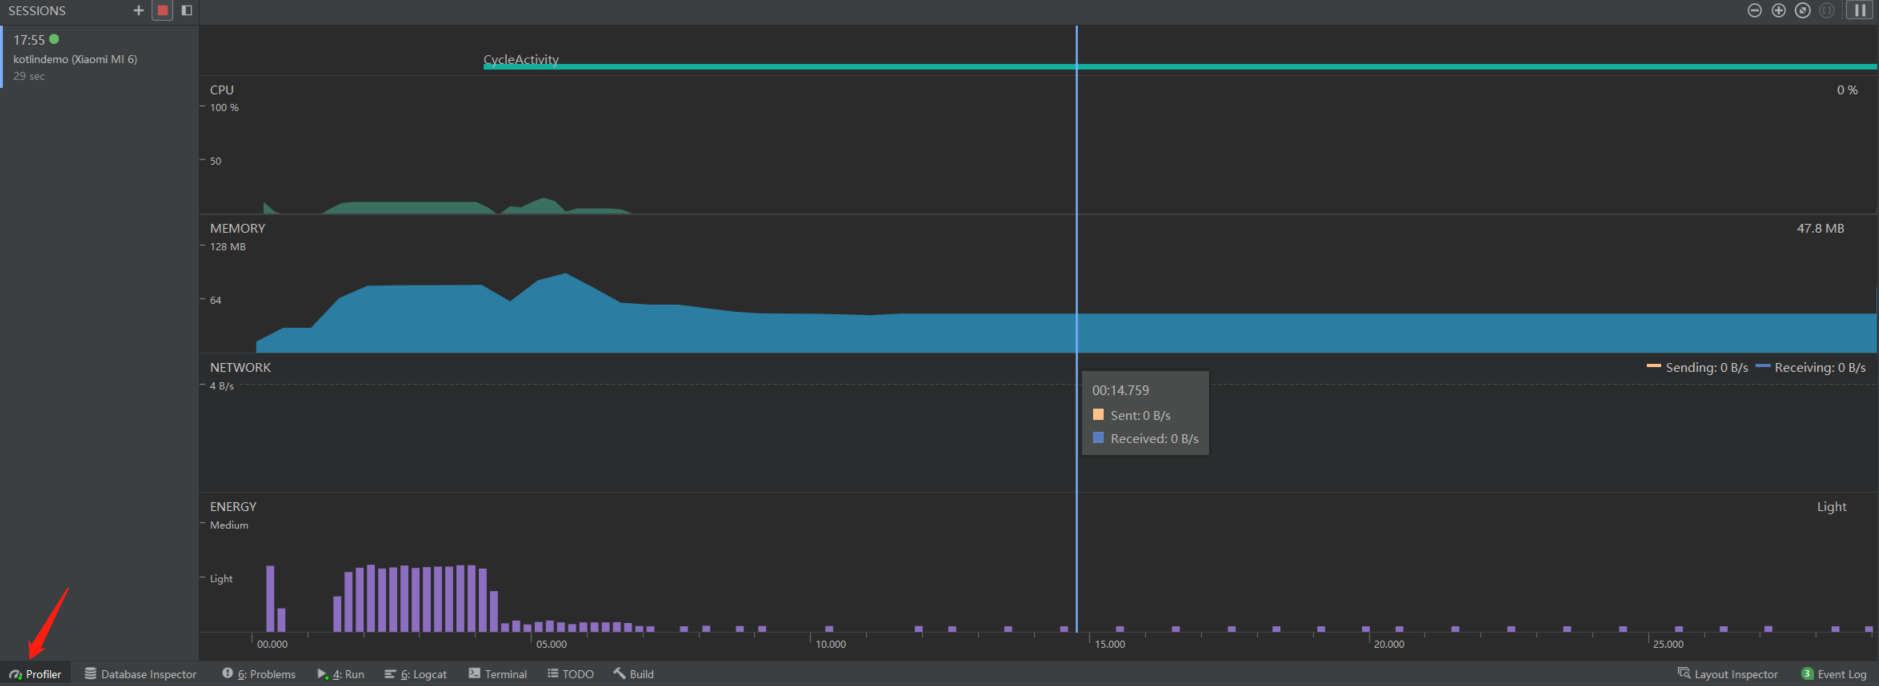 SESSIONS
17:55
kotlindemo (Xiaomi MI 6)
29 sec
CycleActivity
CPU
0 %
100 %
50
MEMORY
47.8 MB
128 MB
64
NETWORK
Sending: 0 B/s
Receiving: 0 B/s
4 B/s
00:14.759
Sent: 0 B/s
Received: 0 B/s
ENERGY
Light
Medium
Light
00.000
05.000
10.000
15.000
20.000
25.000
Profiler
Database Inspector
6: Problems
4: Run
6: Logcat
Terminal
TODO
Build
Layout Inspector
3 Event Log